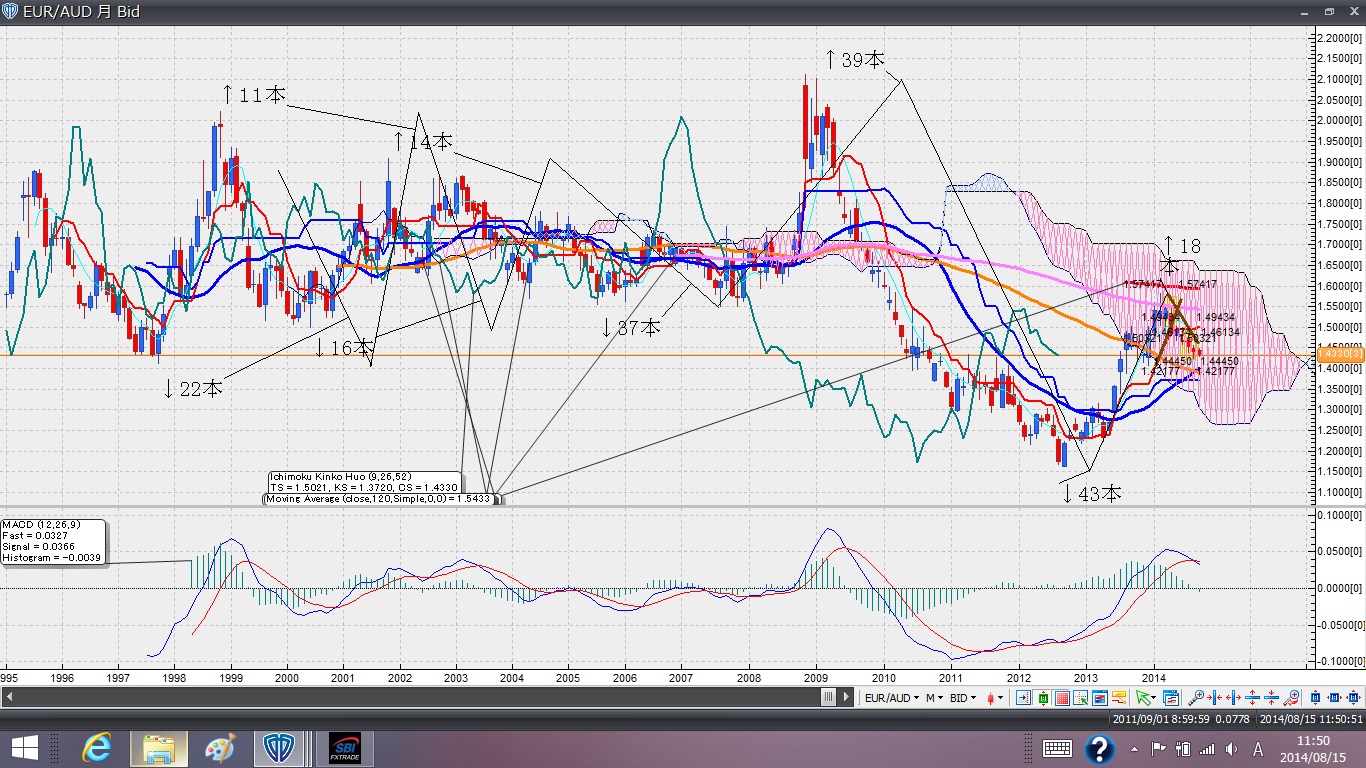 EUR/AUD 月 Bid
↑39本
↑11本
↑14本
↑18
本
↓37本
↓16本
↓22本
↓43本
2.2000[0]
2.1500[0]
2.1000[0]
2.0500[0]
2.0000[0]
1.9500[0]
1.9000[0]
1.8500[0]
1.8000[0]
1.7500[0]
1.7000[0]
1.6500[0]
1.6000[0]
1.5500[0]
1.5000[0]
1.4330[3]
1.4000[0]
1.3500[0]
1.3000[0]
1.2500[0]
1.2000[0]
1.1500[0]
1.1000[0]
1.57417 1.57417
1.49434 1.49434
1.46134 1.46134
1.44450 1.44450
1.42177 1.42177
Ichimoku Kinko Huo (9,26,52)
TS = 1.5021, KS = 1.3720, CS = 1.4330
Moving Average (close,120,Simple,0,0) = 1.5433
MACD (12,26,9)
Fast = 0.0327
Signal = 0.0366
Histogram = -0.0039
0.1000[0]
0.0500[0]
0.0000[0]
-0.0500[0]
-0.1000[0]
995 1996 1997 1998 1999 2000 2001 2002 2003 2004 2005 2006 2007 2008 2009 2010 2011 2012 2013 2014
EUR/AUD M BID
2011/09/01 8:59:59 0.0778 2014/08/15 11:50:51
SBI
FXTRADE
A
11:50
2014/08/15